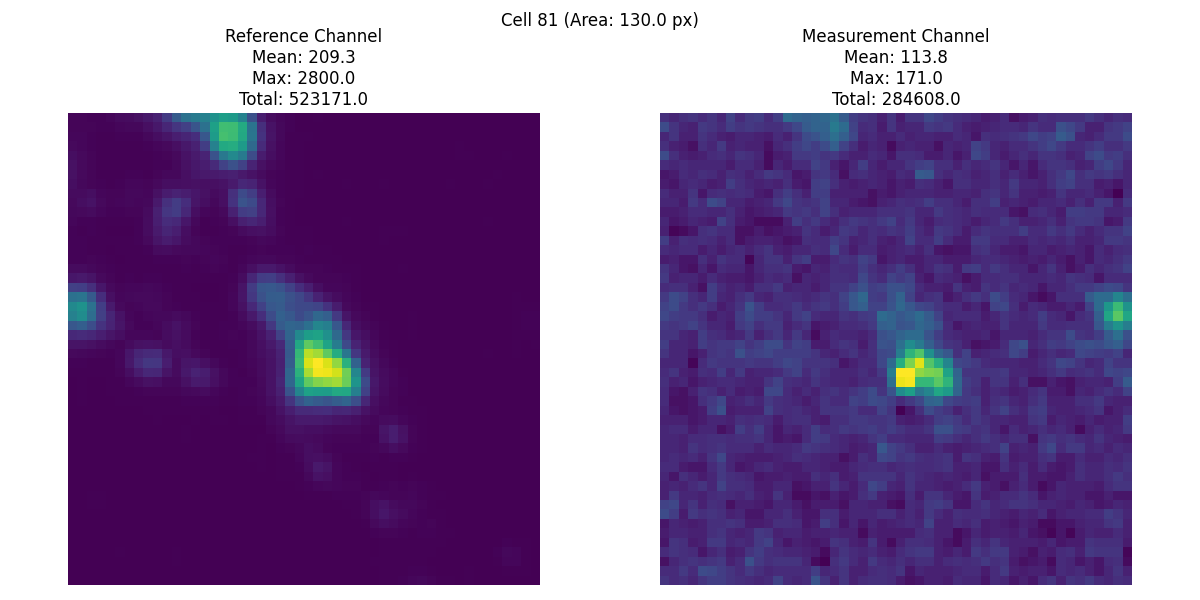 Cell 81 (Area: 130.0 px)
Reference Channel
Mean: 209.3
Max: 2800.0
Total: 523171.0
Measurement Channel
Mean: 113.8
Max: 171.0
Total: 284608.0